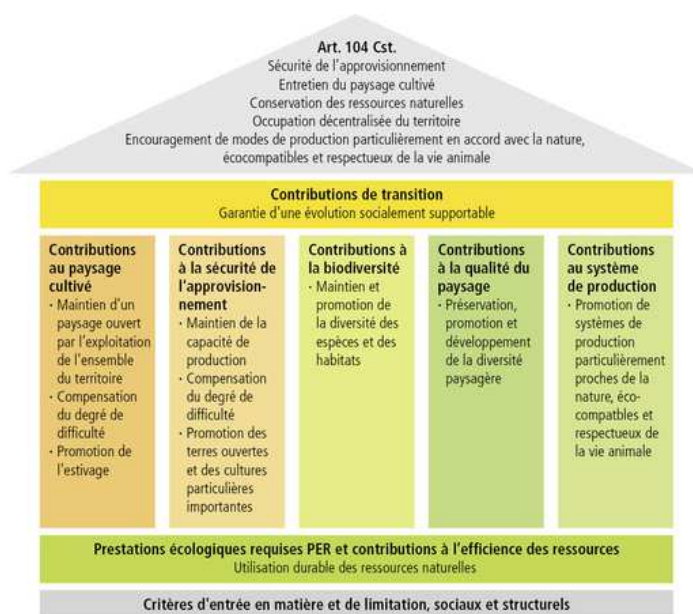 Art. 104 Cst.
Sécurité de l'approvisionnement
Entretien du paysage cultivé
Conservation des ressources naturelles
Occupation décentralisée du territoire
Encouragement de modes de production particulièrement en accord avec la nature,
écocompatibles et respectueux de la vie animale
Contributions de transition
Garantie d'une évolution socialement supportable
Contributions
au paysage
cultivé
· Maintien d'un
paysage ouvert
par l'exploitation
de l'ensemble
du territoire
· Compensation
du degré de
difficulté
· Promotion de
l'estivage
Contributions
à la sécurité de
l'approvision-
nement
· Maintien de la
capacité de
production
· Compensation
du degré de
difficulté
· Promotion des
terres ouvertes
et des cultures
particulières
importantes
Contributions à
la biodiversité
· Maintien et
promotion de
la diversité des
espèces et des
habitats
Contributions
à la qualité du
paysage
· Préservation,
promotion et
développement
de la diversité
paysagère
Contributions
au système
de production
· Promotion de
systèmes de
production
particulièrement
proches de la
nature, éco-
compatbles et
respectueux de
la vie animale
Prestations écologiques requises PER et contributions à l'efficience des ressources
Utilisation durable des ressources naturelles
Critères d'entrée en matière et de limitation, sociaux et structurels